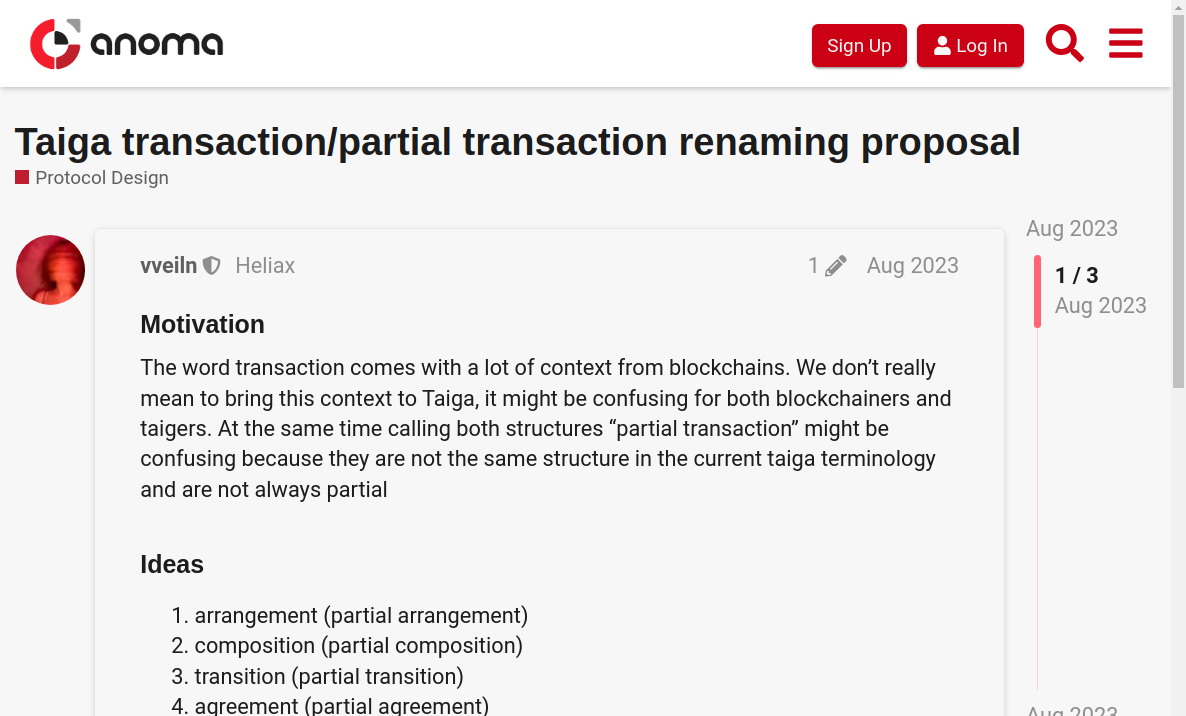 anoma
Sign Up
Log In
Taiga transaction/partial transaction renaming proposal
Protocol Design
Aug 2023
vveiln Heliax 1 Aug 2023
1 / 3
Aug 2023
Motivation
The word transaction comes with a lot of context from blockchains. We don’t really
mean to bring this context to Taiga, it might be confusing for both blockchainers and
taigers. At the same time calling both structures “partial transaction” might be
confusing because they are not the same structure in the current taiga terminology
and are not always partial
Ideas
1. arrangement (partial arrangement)
2. composition (partial composition)
3. transition (partial transition)
4. agreement (partial agreement)
Aug 2023